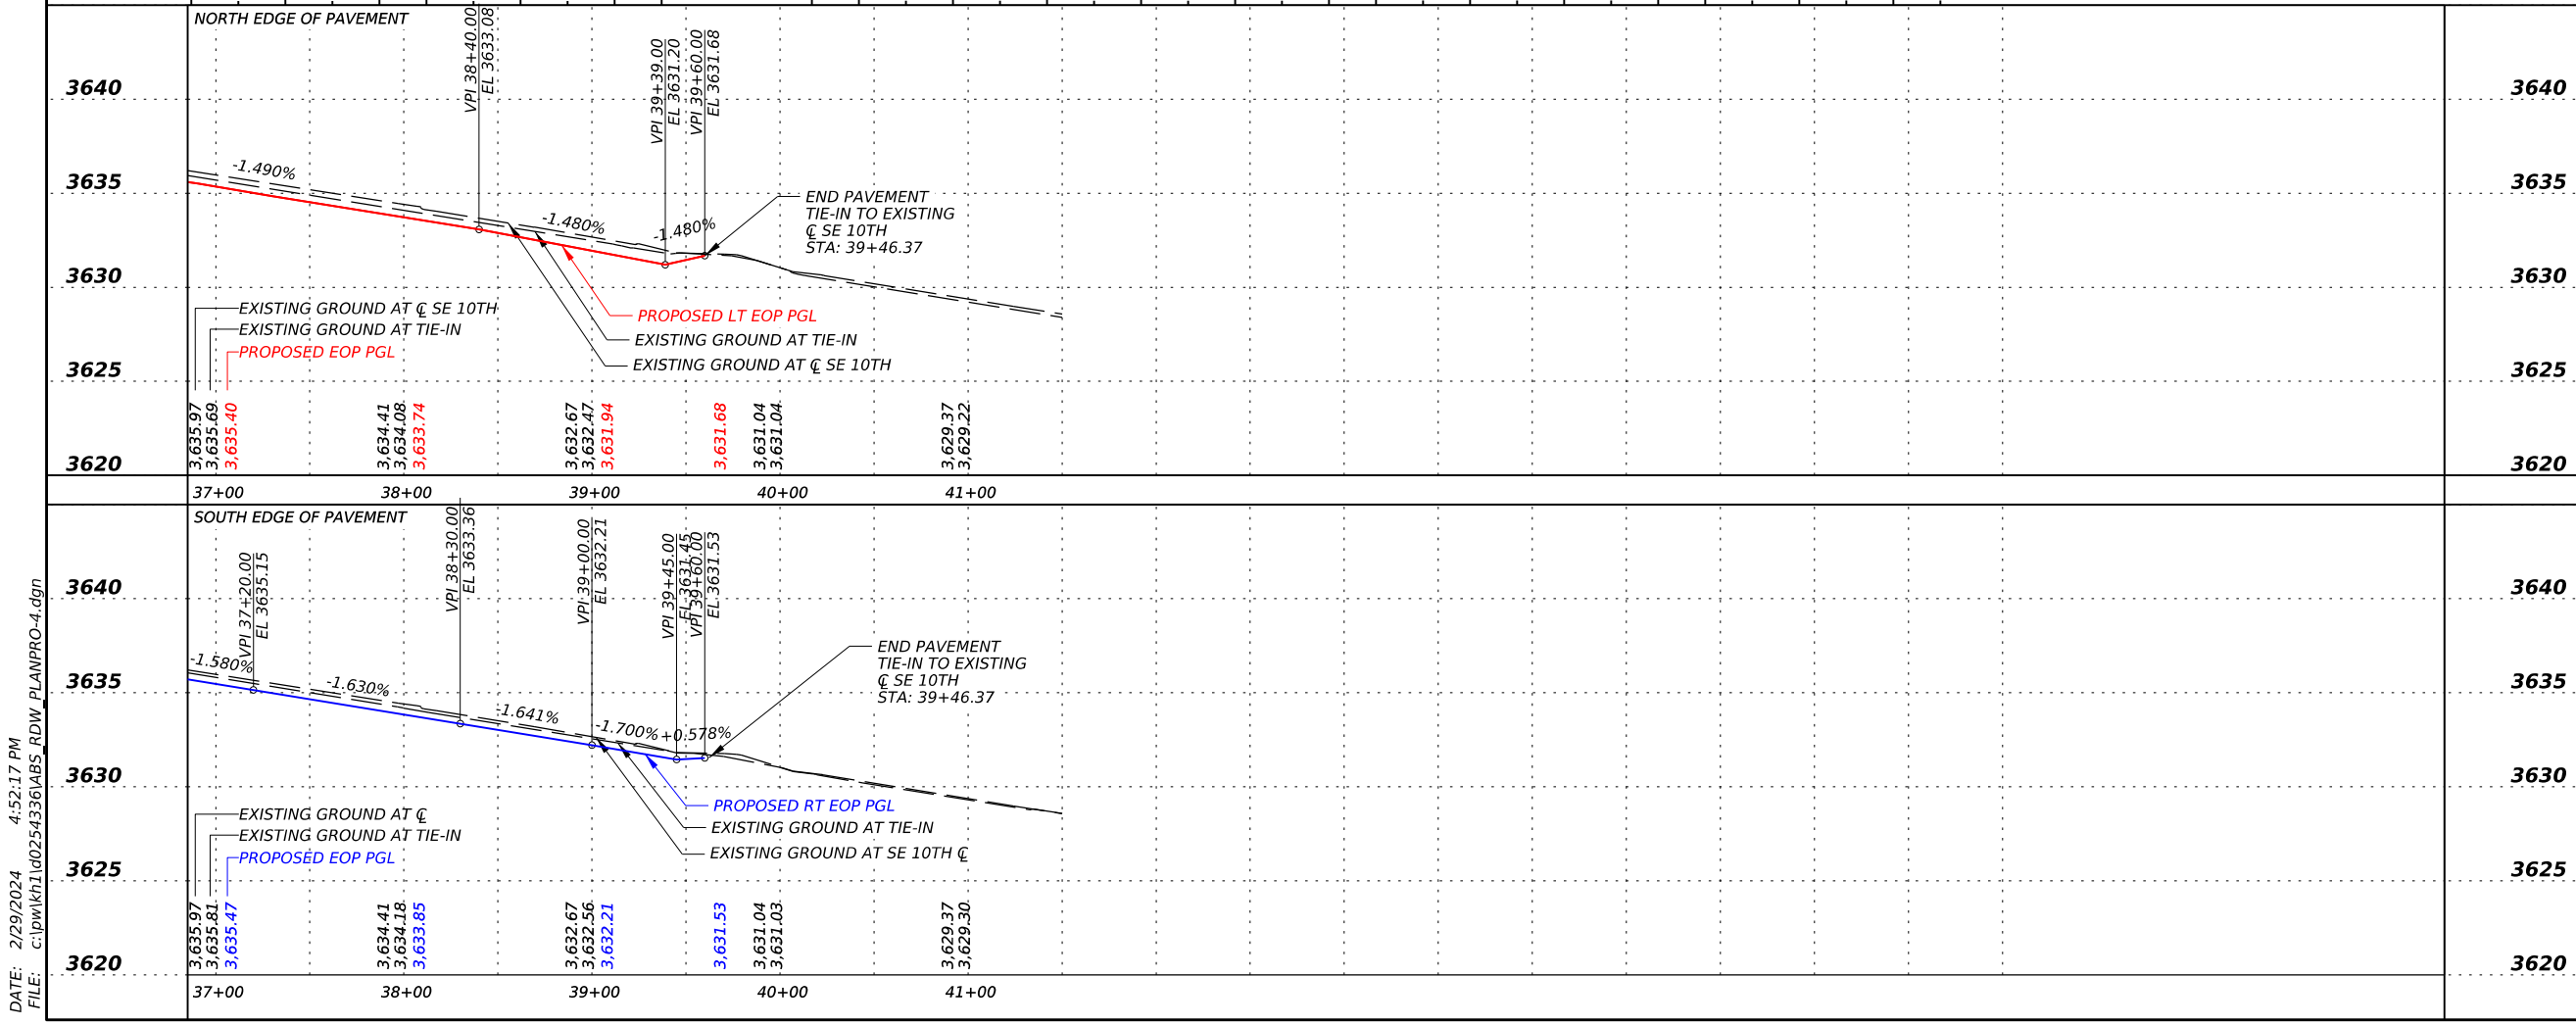 NORTH EDGE OF PAVEMENT
VPI 38+40.00
EL 3633.08
VPI 39+39.00
EL 3631.20
VPI 39+60.00
EL 3631.68
3640
3640
-1.490%
3635
3635
-1.480%
-1.480%
END PAVEMENT
TIE-IN TO EXISTING
℄ SE 10TH
STA: 39+46.37
3630
3630
EXISTING GROUND AT ℄ SE 10TH
EXISTING GROUND AT TIE-IN
PROPOSED EOP PGL
PROPOSED LT EOP PGL
EXISTING GROUND AT TIE-IN
EXISTING GROUND AT ℄ SE 10TH
3625
3625
3,635.97
3,635.69
3,635.40
3,634.41
3,634.08
3,633.74
3,632.67
3,632.47
3,631.94
3,631.68
3,631.04
3,631.04
3,629.37
3,629.22
3620
3620
37+00
38+00
39+00
40+00
41+00
SOUTH EDGE OF PAVEMENT
VPI 37+20.00
EL 3635.15
VPI 38+30.00
EL 3633.36
VPI 39+00.00
EL 3632.21
VPI 39+45.00
EL 3631.45
VPI 39+60.00
EL 3631.53
3640
3640
-1.580%
-1.630%
3635
3635
-1.641%
-1.700%
+0.578%
END PAVEMENT
TIE-IN TO EXISTING
℄ SE 10TH
STA: 39+46.37
3630
3630
EXISTING GROUND AT ℄
EXISTING GROUND AT TIE-IN
PROPOSED EOP PGL
PROPOSED RT EOP PGL
EXISTING GROUND AT TIE-IN
EXISTING GROUND AT SE 10TH ℄
3625
3625
3,635.97
3,635.81
3,635.47
3,634.41
3,634.18
3,633.85
3,632.67
3,632.56
3,632.21
3,631.53
3,631.04
3,631.03
3,629.37
3,629.30
3620
3620
37+00
38+00
39+00
40+00
41+00
DATE: 2/29/2024 4:52:17 PM
FILE: c:\pw\kh1\d0254336\ABS_RDW_PLANPRO-4.dgn